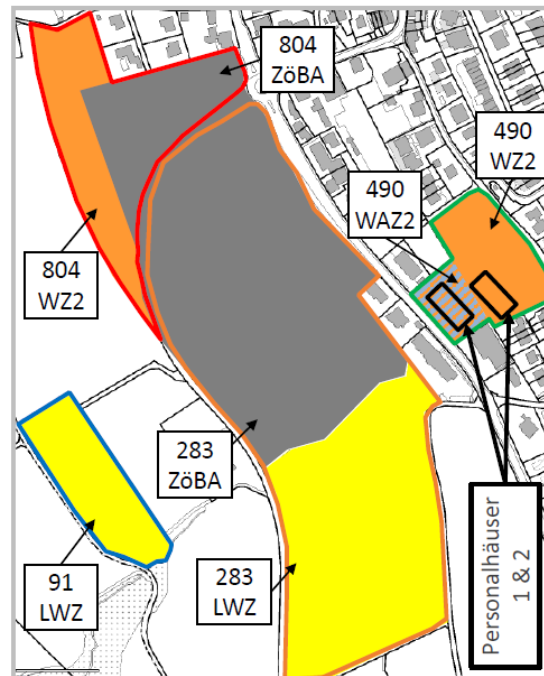 804
ZöBA
490
WZ2
490
WAZ2
804
WZ2
283
ZöBA
91
LWZ
283
LWZ
Personalhäuser
1 & 2